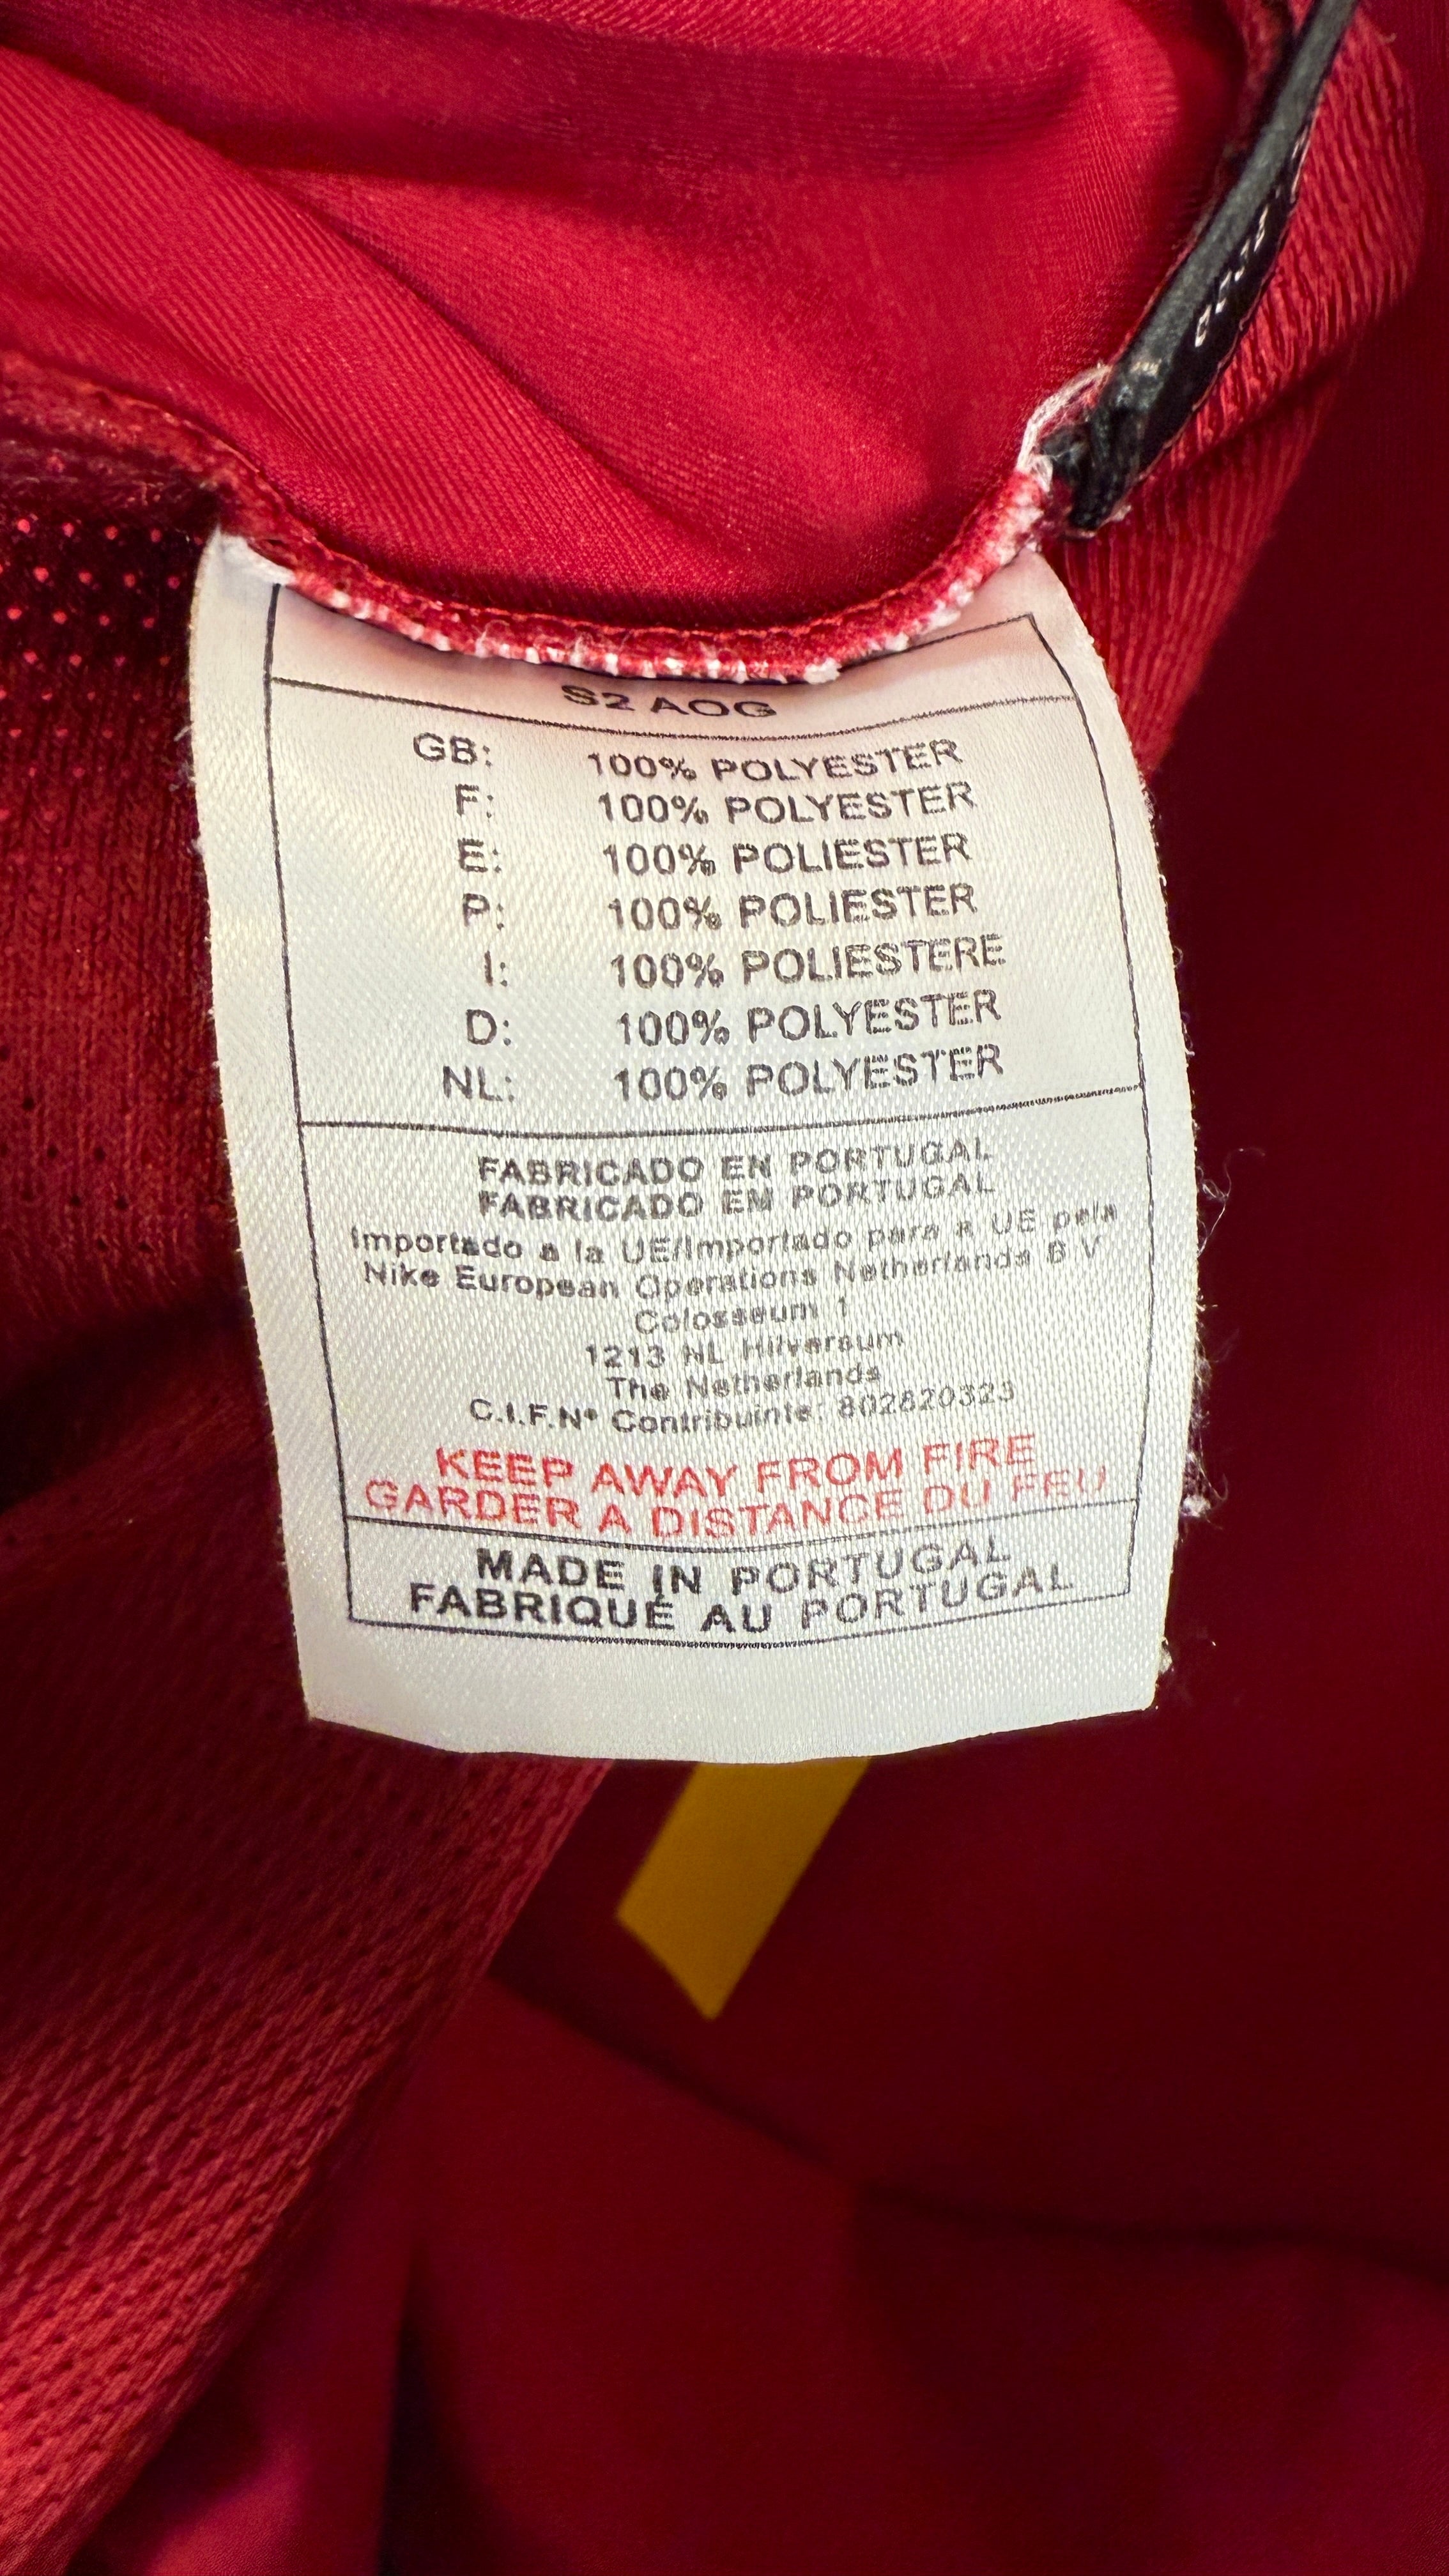 S2 AOG
GB: 100% POLYESTER
F: 100% POLYESTER
E: 100% POLIESTER
P: 100% POLIESTER
I: 100% POLIESTERE
D: 100% POLYESTER
NL: 100% POLYESTER
FABRICADO EN PORTUGAL
FABRICADO EM PORTUGAL
Importado a la UE/Importado para a UE pela
Nike European Operations Netherlands B V
Colosseum 1
1213 NL Hilversum
The Netherlands
C.I.F.Nº Contribuinte: 802820323
KEEP AWAY FROM FIRE
GARDER A DISTANCE DU FEU
MADE IN PORTUGAL
FABRIQUÉ AU PORTUGAL